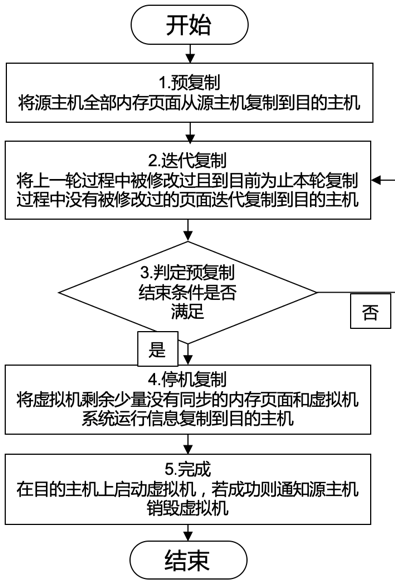 开始
1.预复制
将源主机全部内存页面从源主机复制到目的主机
2.迭代复制
将上一轮过程中被修改过且到目前为止本轮复制
过程中没有被修改过的页面迭代复制到目的主机
3.判定预复制
结束条件是否
满足
否
是
4.停机复制
将虚拟机剩余少量没有同步的内存页面和虚拟机
系统运行信息复制到目的主机
5.完成
在目的主机上启动虚拟机，若成功则通知源主机
销毁虚拟机
结束